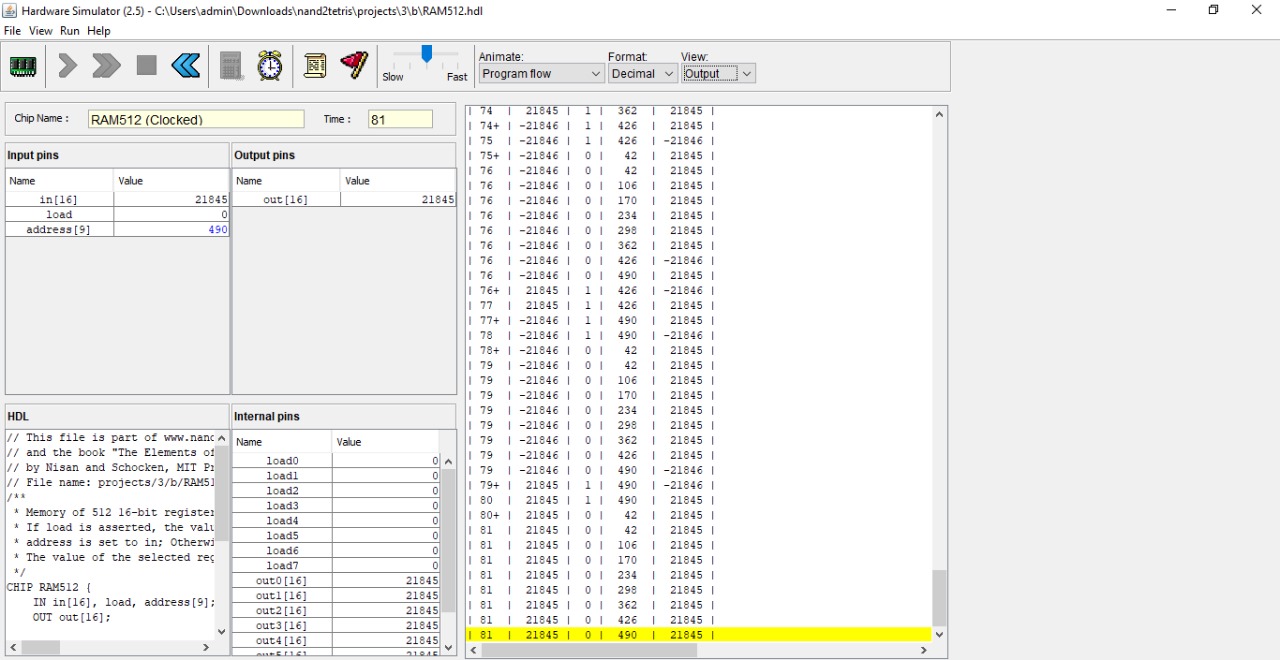 Hardware Simulator (2.5) - C:\Users\admin\Downloads\nand2tetris\projects\3\b\RAM512.hdl
File View Run Help
Slow Fast
Animate: Format: View:
Program flow Decimal Output
Chip Name : RAM512 (Clocked) Time : 81
Input pins
Name Value
in[16] 21845
load 0
address[9] 490
Output pins
Name Value
out[16] 21845
HDL
// This file is part of www.nand
// and the book "The Elements of
// by Nisan and Schocken, MIT Pr
// File name: projects/3/b/RAM51
/**
* Memory of 512 16-bit register
* If load is asserted, the valu
* address is set to in; Otherwi
* The value of the selected reg
*/
CHIP RAM512 {
IN in[16], load, address[9];
OUT out[16];
Internal pins
Name Value
load0 0
load1 0
load2 0
load3 0
load4 0
load5 0
load6 0
load7 0
out0[16] 21845
out1[16] 21845
out2[16] 21845
out3[16] 21845
out4[16] 21845
out5[16] 21845
| 74 | 21845 | 1 | 362 | 21845 |
| 74+ | -21846 | 1 | 426 | 21845 |
| 75 | -21846 | 1 | 426 | -21846 |
| 75+ | -21846 | 0 | 42 | 21845 |
| 76 | -21846 | 0 | 42 | 21845 |
| 76 | -21846 | 0 | 106 | 21845 |
| 76 | -21846 | 0 | 170 | 21845 |
| 76 | -21846 | 0 | 234 | 21845 |
| 76 | -21846 | 0 | 298 | 21845 |
| 76 | -21846 | 0 | 362 | 21845 |
| 76 | -21846 | 0 | 426 | -21846 |
| 76 | -21846 | 0 | 490 | 21845 |
| 76+ | 21845 | 1 | 426 | -21846 |
| 77 | 21845 | 1 | 426 | 21845 |
| 77+ | -21846 | 1 | 490 | 21845 |
| 78 | -21846 | 1 | 490 | -21846 |
| 78+ | -21846 | 0 | 42 | 21845 |
| 79 | -21846 | 0 | 42 | 21845 |
| 79 | -21846 | 0 | 106 | 21845 |
| 79 | -21846 | 0 | 170 | 21845 |
| 79 | -21846 | 0 | 234 | 21845 |
| 79 | -21846 | 0 | 298 | 21845 |
| 79 | -21846 | 0 | 362 | 21845 |
| 79 | -21846 | 0 | 426 | 21845 |
| 79 | -21846 | 0 | 490 | -21846 |
| 79+ | 21845 | 1 | 490 | -21846 |
| 80 | 21845 | 1 | 490 | 21845 |
| 80+ | 21845 | 0 | 42 | 21845 |
| 81 | 21845 | 0 | 42 | 21845 |
| 81 | 21845 | 0 | 106 | 21845 |
| 81 | 21845 | 0 | 170 | 21845 |
| 81 | 21845 | 0 | 234 | 21845 |
| 81 | 21845 | 0 | 298 | 21845 |
| 81 | 21845 | 0 | 362 | 21845 |
| 81 | 21845 | 0 | 426 | 21845 |
| 81 | 21845 | 0 | 490 | 21845 |